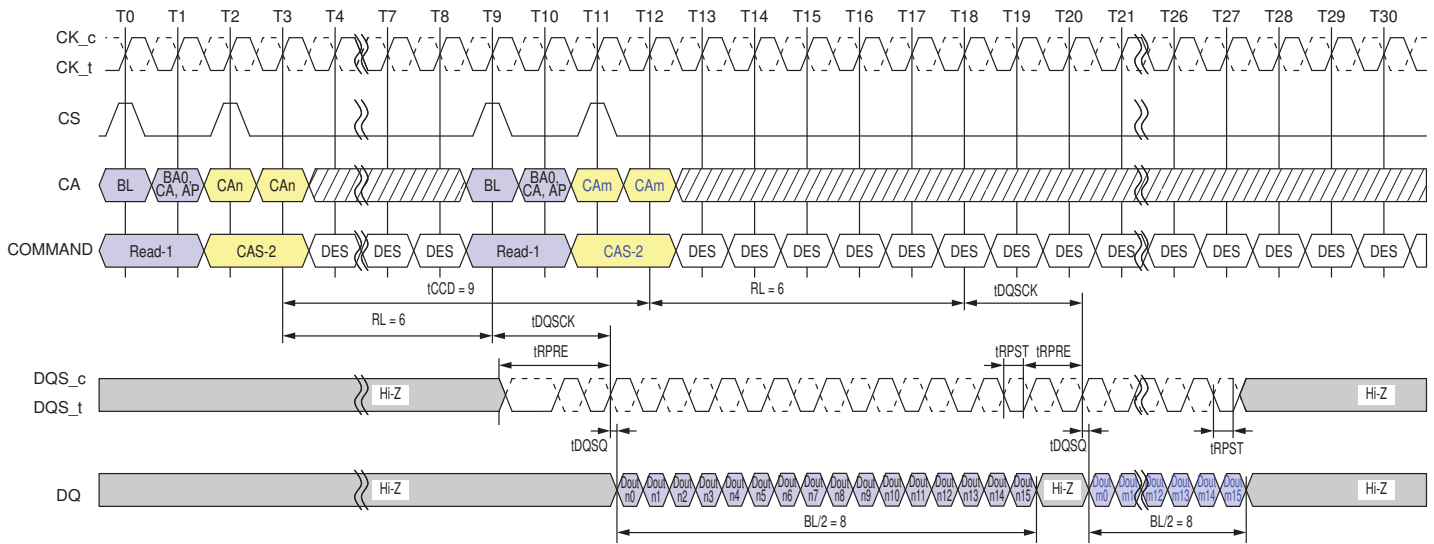 T0 T1 T2 T3 T4 T7 T8 T9 T10 T11 T12 T13 T14 T15 T16 T17 T18 T19 T20 T21 T26 T27 T28 T29 T30
CK_c
CK_t
CS
CA BL BA0, CA, AP CAn CAn BL BA0, CA, AP CAm CAm
COMMAND Read-1 CAS-2 DES DES DES Read-1 CAS-2 DES DES DES DES DES DES DES DES DES DES DES DES DES DES
tCCD = 9 RL = 6 tDQSCK
RL = 6 tDQSCK
tRPRE tRPST tRPRE
DQS_c
DQS_t
Hi-Z Hi-Z
tDQSQ tDQSQ tRPST
DQ Hi-Z Dout n0 Dout n1 Dout n2 Dout n3 Dout n4 Dout n5 Dout n6 Dout n7 Dout n8 Dout n9 Dout n10 Dout n11 Dout n12 Dout n13 Dout n14 Dout n15 Hi-Z Dout m0 Dout m1 Dout m12 Dout m13 Dout m14 Dout m15 Hi-Z
BL/2 = 8 BL/2 = 8